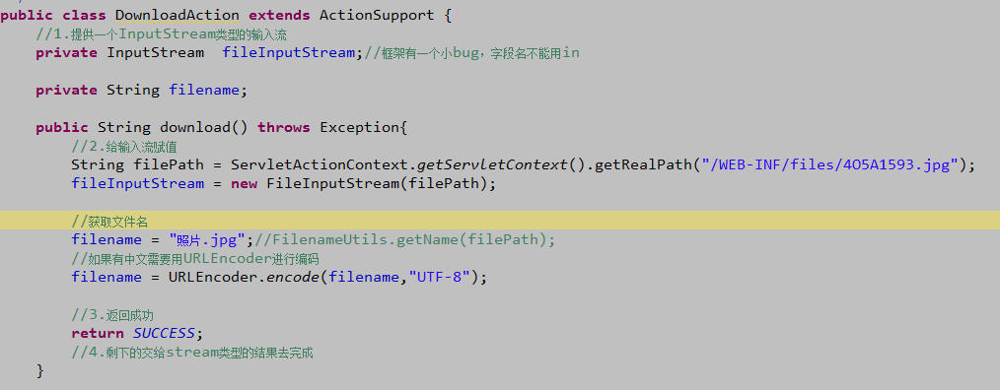 public class DownloadAction extends ActionSupport {
//1.提供一个InputStream类型的输入流
private InputStream  fileInputStream;//框架有一个小bug，字段名不能用in
private String filename;
public String download() throws Exception{
//2.给输入流赋值
String filePath = ServletActionContext.getServletContext().getRealPath("/WEB-INF/files/4O5A1593.jpg");
fileInputStream = new FileInputStream(filePath);
//获取文件名
filename = "照片.jpg";//FilenameUtils.getName(filePath);
//如果有中文需要用URLEncoder进行编码
filename = URLEncoder.encode(filename,"UTF-8");
//3.返回成功
return SUCCESS;
//4.剩下的交给stream类型的结果去完成
}